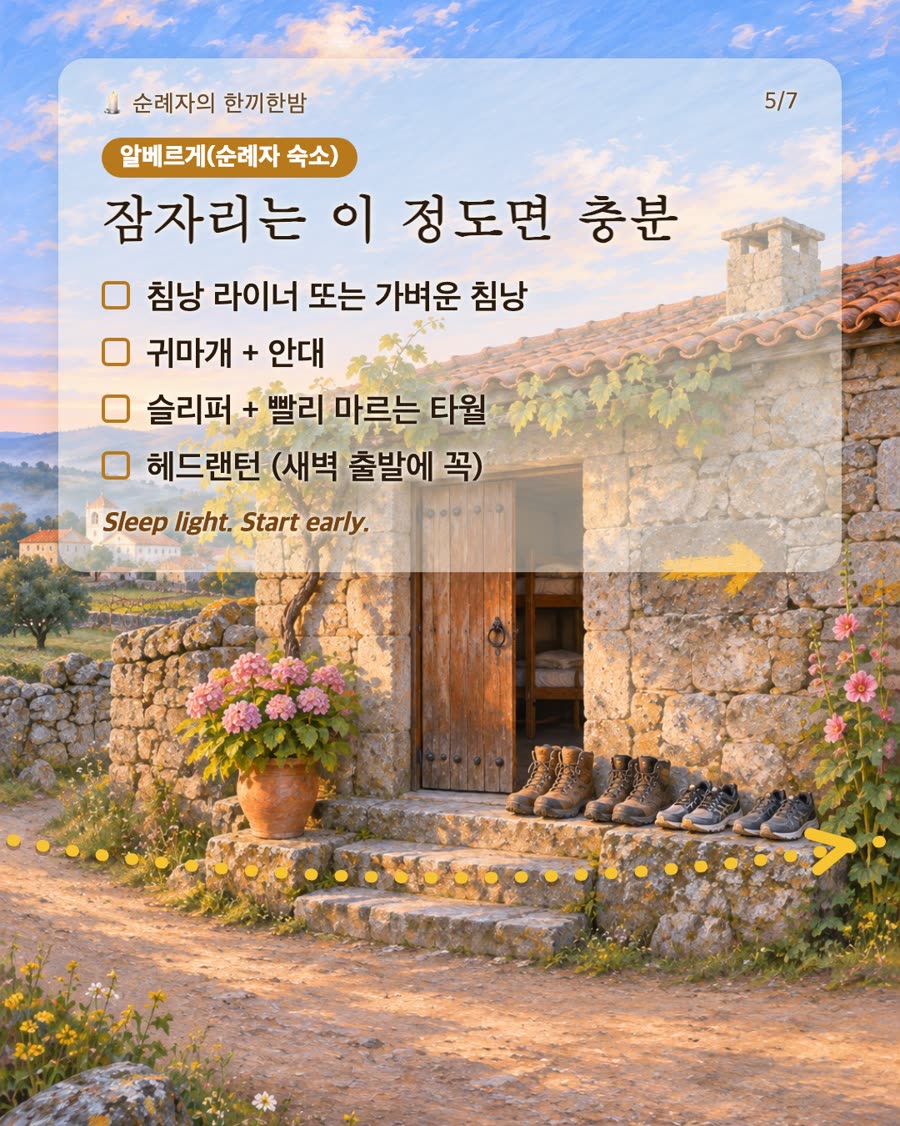 순례자의 한끼한밤
5/7
알베르게(순례자 숙소)
잠자리는 이 정도면 충분
침낭 라이너 또는 가벼운 침낭
귀마개 + 안대
슬리퍼 + 빨리 마르는 타월
헤드랜턴 (새벽 출발에 꼭)
Sleep light. Start early.